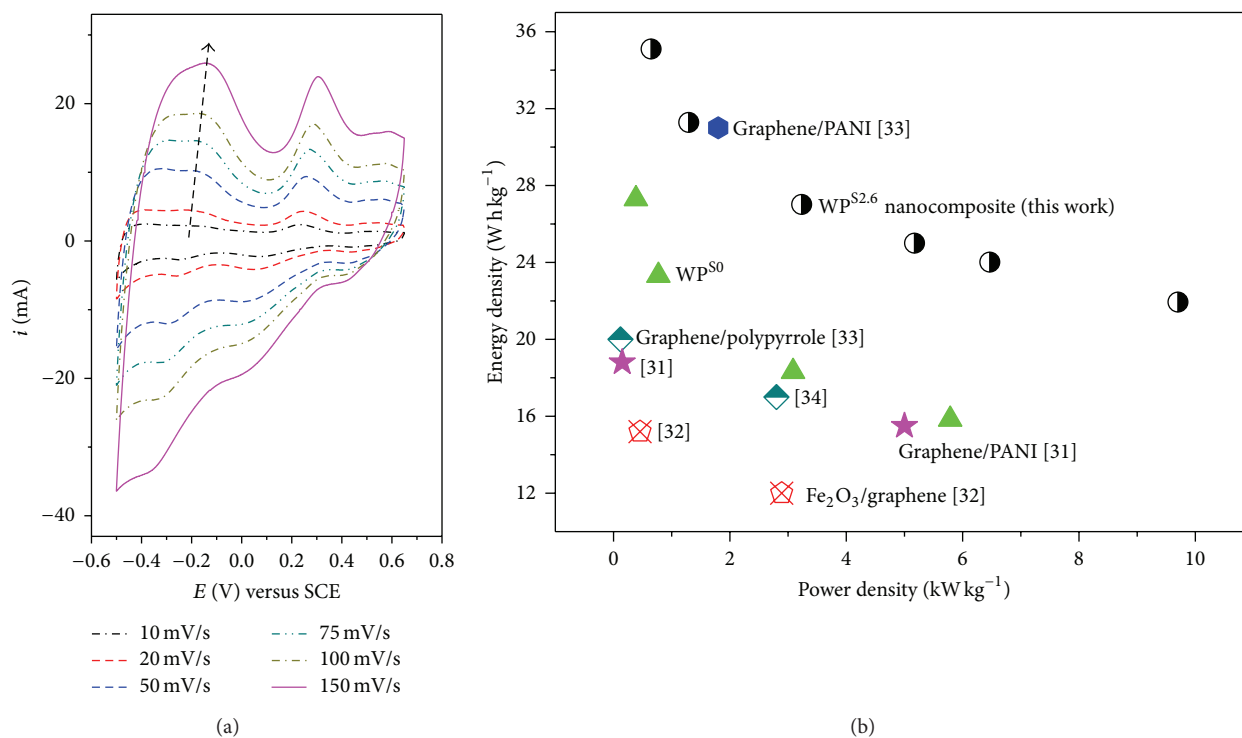 20
0
−20
−40
i (mA)
−0.6 −0.4 −0.2 0.0 0.2 0.4 0.6 0.8
E (V) versus SCE
10 mV/s
20 mV/s
50 mV/s
75 mV/s
100 mV/s
150 mV/s
(a)
36
32
28
24
20
16
12
Energy density (W h kg⁻¹)
Graphene/PANI [33]
WP^S2.6 nanocomposite (this work)
WP^S0
Graphene/polypyrrole [33]
[31]
[34]
[32]
Graphene/PANI [31]
Fe₂O₃/graphene [32]
0 2 4 6 8 10
Power density (kW kg⁻¹)
(b)